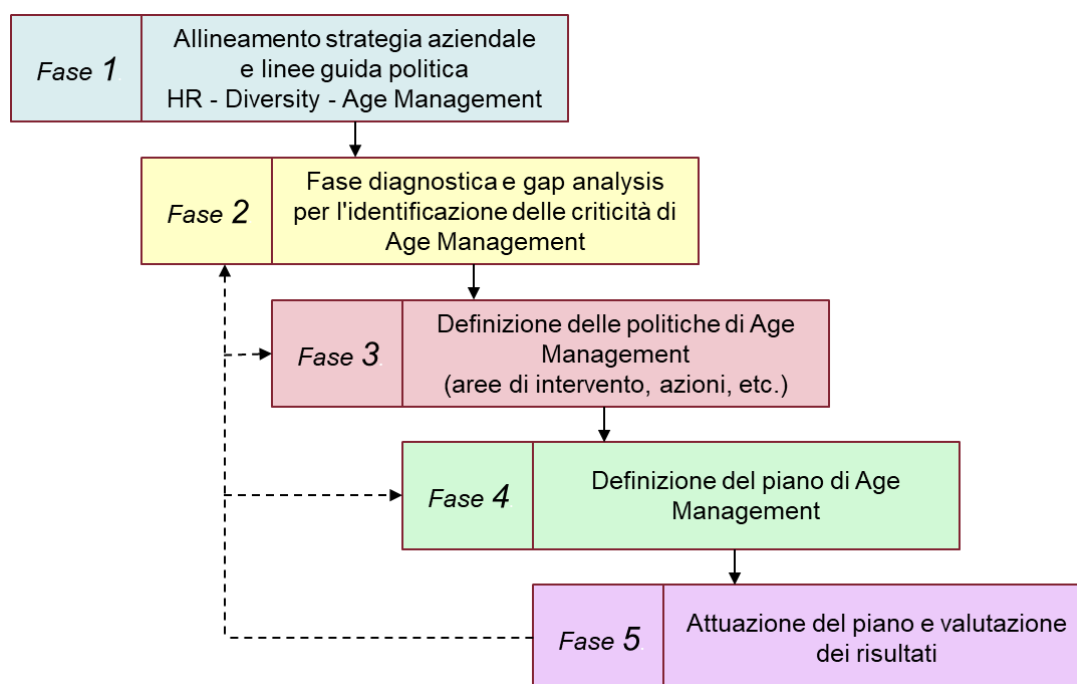 Fase 1
Allineamento strategia aziendale
e linee guida politica
HR - Diversity - Age Management
Fase 2
Fase diagnostica e gap analysis
per l'identificazione delle criticità di
Age Management
Fase 3
Definizione delle politiche di Age
Management
(aree di intervento, azioni, etc.)
Fase 4
Definizione del piano di Age
Management
Fase 5
Attuazione del piano e valutazione
dei risultati